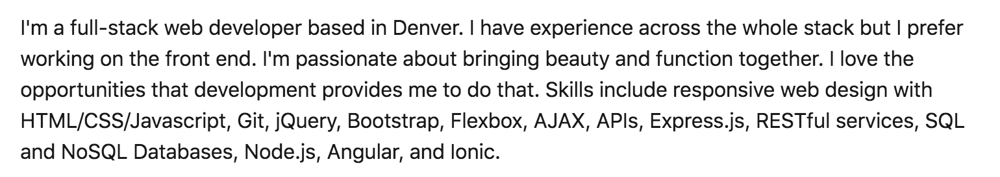 I'm a full-stack web developer based in Denver. I have experience across the whole stack but I prefer
working on the front end. I'm passionate about bringing beauty and function together. I love the
opportunities that development provides me to do that. Skills include responsive web design with
HTML/CSS/Javascript, Git, jQuery, Bootstrap, Flexbox, AJAX, APIs, Express.js, RESTful services, SQL
and NoSQL Databases, Node.js, Angular, and Ionic.